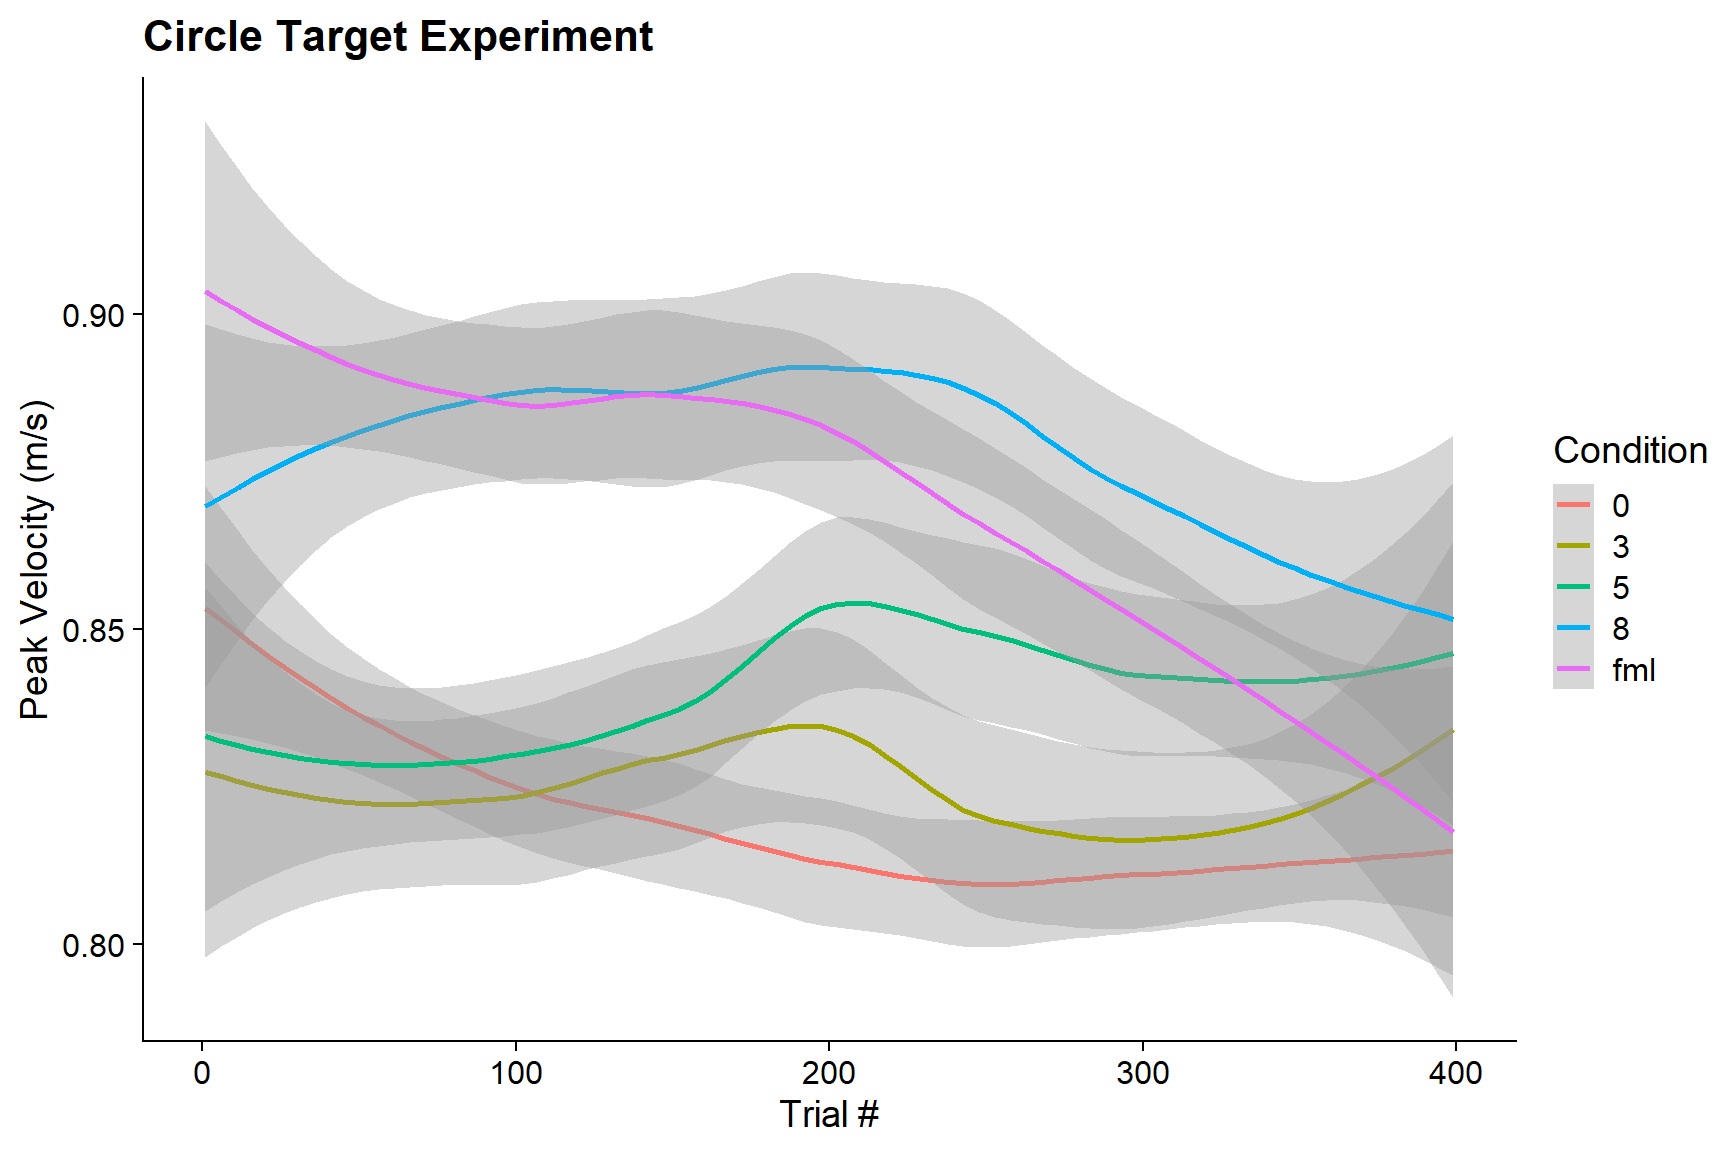 Circle Target Experiment
Peak Velocity (m/s)
0.90
0.85
0.80
0 100 200 300 400
Trial #
Condition
0
3
5
8
fml